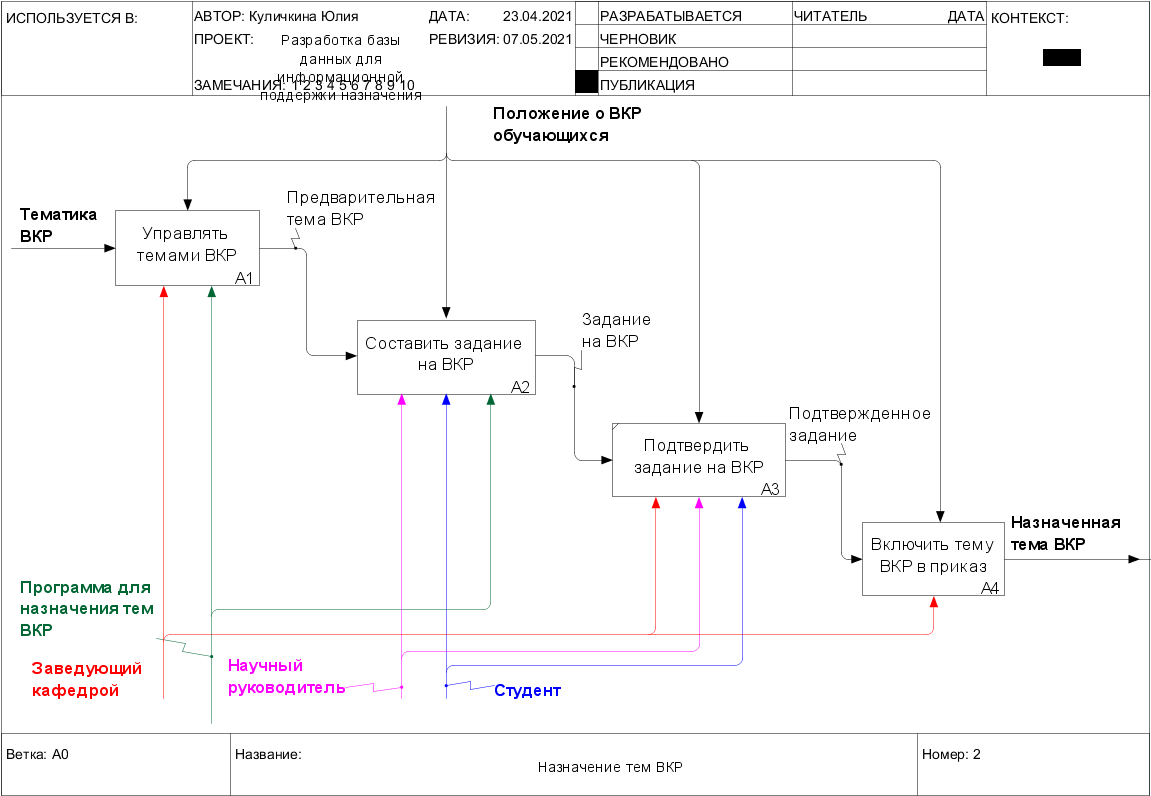 ИСПОЛЬЗУЕТСЯ В:
АВТОР: Куличкина Юлия
ДАТА: 23.04.2021
РАЗРАБАТЫВАЕТСЯ
ЧИТАТЕЛЬ
ДАТА
КОНТЕКСТ:
ПРОЕКТ: Разработка базы
данных для
информационной
поддержки назначения
РЕВИЗИЯ: 07.05.2021
ЧЕРНОВИК
РЕКОМЕНДОВАНО
ЗАМЕЧАНИЯ: 1 2 3 4 5 6 7 8 9 10
ПУБЛИКАЦИЯ
Положение о ВКР
обучающихся
Тематика
ВКР
Управлять
темами ВКР
A1
Предварительная
тема ВКР
Составить задание
на ВКР
A2
Задание
на ВКР
Подтвердить
задание на ВКР
A3
Подтвержденное
задание
Включить тему
ВКР в приказ
A4
Назначенная
тема ВКР
Программа для
назначения тем
ВКР
Заведующий
кафедрой
Научный
руководитель
Студент
Ветка: A0
Название:
Назначение тем ВКР
Номер: 2